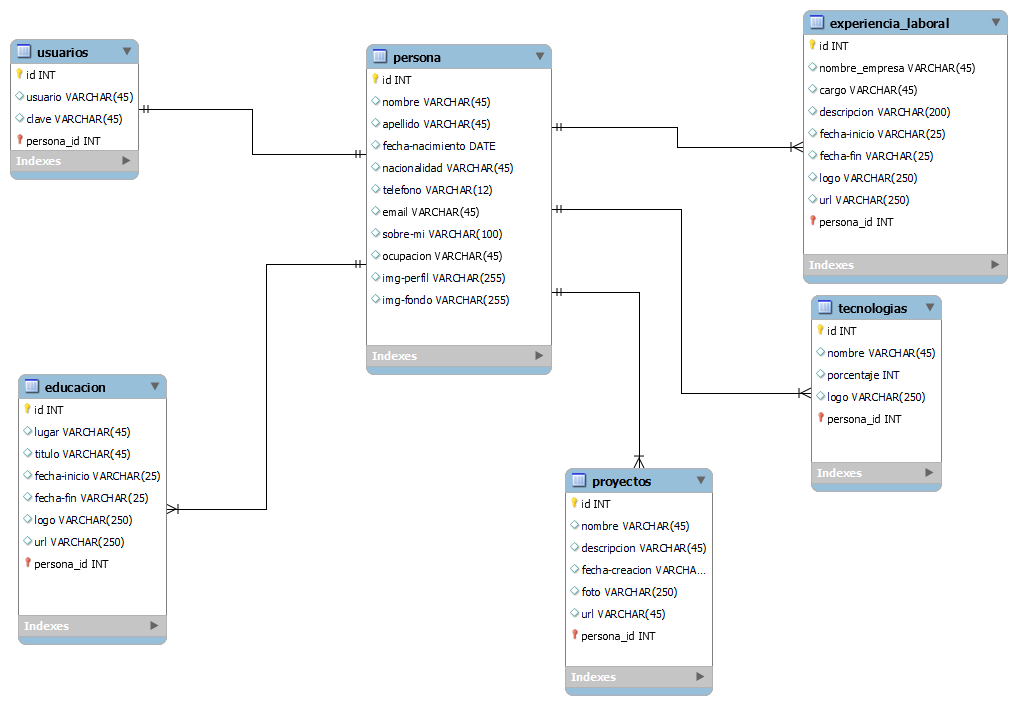 usuarios
id INT
usuario VARCHAR(45)
clave VARCHAR(45)
persona_id INT
Indexes
persona
id INT
nombre VARCHAR(45)
apellido VARCHAR(45)
fecha-nacimiento DATE
nacionalidad VARCHAR(45)
telefono VARCHAR(12)
email VARCHAR(45)
sobre-mi VARCHAR(100)
ocupacion VARCHAR(45)
img-perfil VARCHAR(255)
img-fondo VARCHAR(255)
Indexes
experiencia_laboral
id INT
nombre_empresa VARCHAR(45)
cargo VARCHAR(45)
descripcion VARCHAR(200)
fecha-inicio VARCHAR(25)
fecha-fin VARCHAR(25)
logo VARCHAR(250)
url VARCHAR(250)
persona_id INT
Indexes
tecnologias
id INT
nombre VARCHAR(45)
porcentaje INT
logo VARCHAR(250)
persona_id INT
Indexes
educacion
id INT
lugar VARCHAR(45)
titulo VARCHAR(45)
fecha-inicio VARCHAR(25)
fecha-fin VARCHAR(25)
logo VARCHAR(250)
url VARCHAR(250)
persona_id INT
Indexes
proyectos
id INT
nombre VARCHAR(45)
descripcion VARCHAR(45)
fecha-creacion VARCHA...
foto VARCHAR(250)
url VARCHAR(45)
persona_id INT
Indexes